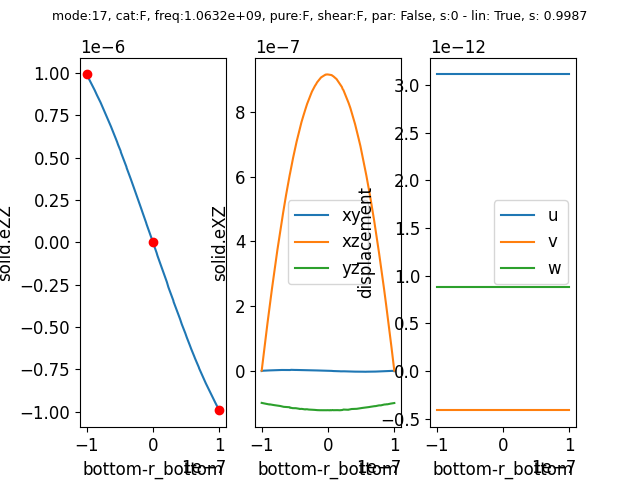 mode:17, cat:F, freq:1.0632e+09, pure:F, shear:F, par: False, s:0 - lin: True, s: 0.9987
1e−6
1e−7
1e−12
1.00
0.75
0.50
0.25
0.00
−0.25
−0.50
−0.75
−1.00
solid.eZZ
−1
0
1
1e−7
bottom-r_bottom
8
6
4
2
0
solid.eXZ
xy
xz
yz
−1
0
1
1e−7
bottom-r_bottom
3.0
2.5
2.0
1.5
1.0
0.5
0.0
−0.5
displacement
u
v
w
−1
0
1
1e−7
bottom-r_bottom